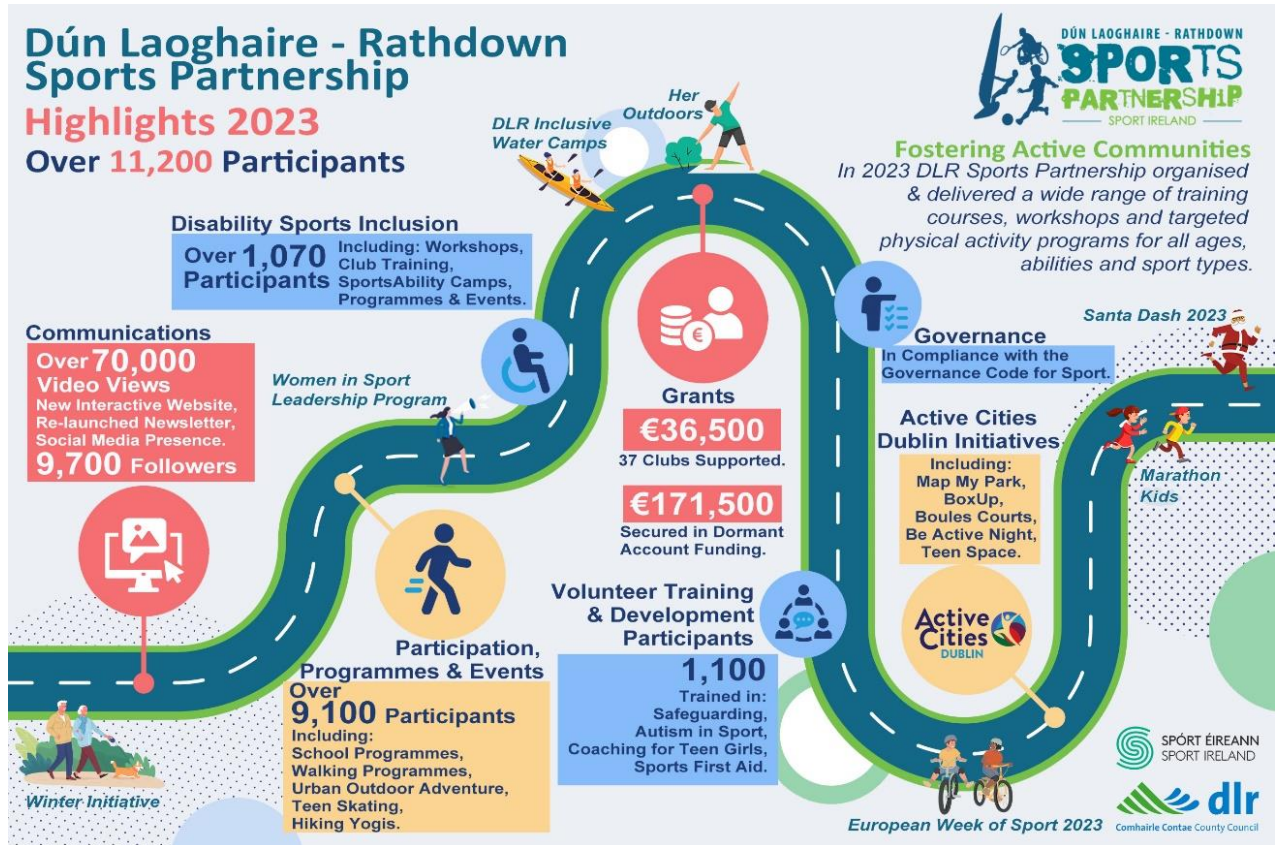 Dún Laoghaire - Rathdown
Sports Partnership
Highlights 2023
Over 11,200 Participants
DÚN LAOGHAIRE - RATHDOWN
SPORTS
PARTNERSHIP
SPORT IRELAND
Fostering Active Communities
In 2023 DLR Sports Partnership organised
& delivered a wide range of training
courses, workshops and targeted
physical activity programs for all ages,
abilities and sport types.
DLR Inclusive
Water Camps
Her
Outdoors
Disability Sports Inclusion
Over 1,070
Participants
Including: Workshops,
Club Training,
SportsAbility Camps,
Programmes & Events.
Communications
Over 70,000
Video Views
New Interactive Website,
Re-launched Newsletter,
Social Media Presence.
9,700 Followers
Women in Sport
Leadership Program
Grants
€
€36,500
37 Clubs Supported.
€171,500
Secured in Dormant
Account Funding.
Governance
In Compliance with the
Governance Code for Sport.
Santa Dash 2023
Active Cities
Dublin Initiatives
Including:
Map My Park,
BoxUp,
Boules Courts,
Be Active Night,
Teen Space.
Marathon
Kids
Active
Cities
DUBLIN
Participation,
Programmes & Events
Over
9,100 Participants
Including:
School Programmes,
Walking Programmes,
Urban Outdoor Adventure,
Teen Skating,
Hiking Yogis.
Volunteer Training
& Development
Participants
1,100
Trained in:
Safeguarding,
Autism in Sport,
Coaching for Teen Girls,
Sports First Aid.
Winter Initiative
European Week of Sport 2023
SPÓRT ÉIREANN
SPORT IRELAND
dlr
Comhairle Contae County Council